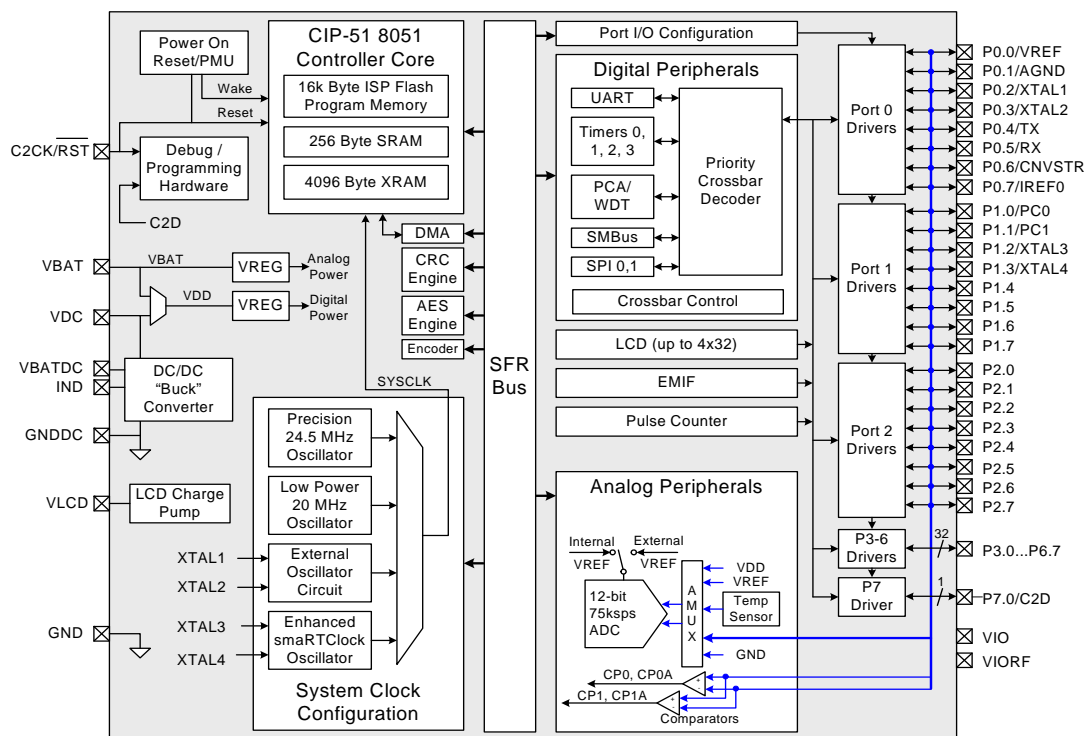 Power On
Reset/PMU
Wake
Reset
C2CK/RST
Debug /
Programming
Hardware
C2D
CIP-51 8051
Controller Core
16k Byte ISP Flash
Program Memory
256 Byte SRAM
4096 Byte XRAM
DMA
CRC
Engine
AES
Engine
Encoder
SYSCLK
VBAT
VBAT
VREG
Analog
Power
VDD
VREG
Digital
Power
VDC
VBATDC
IND
DC/DC
“Buck”
Converter
GNDDC
VLCD
LCD Charge
Pump
XTAL1
XTAL2
XTAL3
XTAL4
GND
Precision
24.5 MHz
Oscillator
Low Power
20 MHz
Oscillator
External
Oscillator
Circuit
Enhanced
smaRTClock
Oscillator
System Clock
Configuration
SFR
Bus
Port I/O Configuration
Digital Peripherals
UART
Timers 0,
1, 2, 3
PCA/
WDT
SMBus
SPI 0,1
Priority
Crossbar
Decoder
Crossbar Control
LCD (up to 4x32)
EMIF
Pulse Counter
Analog Peripherals
Internal
VREF
External
VREF
12-bit
75ksps
ADC
A
M
U
X
VDD
VREF
Temp
Sensor
GND
CP0, CP0A
CP1, CP1A
+
-
+
-
Comparators
Port 0
Drivers
Port 1
Drivers
Port 2
Drivers
P3-6
Drivers
P7
Driver
32
1
P0.0/VREF
P0.1/AGND
P0.2/XTAL1
P0.3/XTAL2
P0.4/TX
P0.5/RX
P0.6/CNVSTR
P0.7/IREF0
P1.0/PC0
P1.1/PC1
P1.2/XTAL3
P1.3/XTAL4
P1.4
P1.5
P1.6
P1.7
P2.0
P2.1
P2.2
P2.3
P2.4
P2.5
P2.6
P2.7
P3.0...P6.7
P7.0/C2D
VIO
VIORF